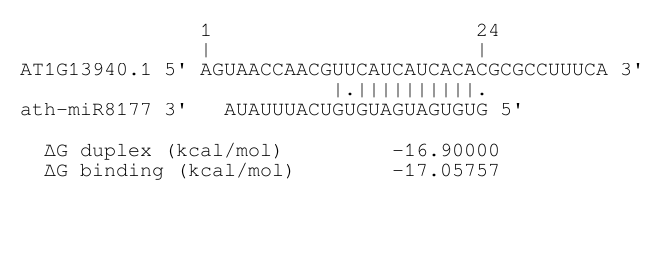 1 24
| |
AT1G13940.1 5' AGUAACCAACGUUCAUCAUCACACGCGCCUUUCA 3'
|.||||||||||.
ath-miR8177 3' AUAUUUACUGUGUAGUAGUGUG 5'
ΔG duplex (kcal/mol) -16.90000
ΔG binding (kcal/mol) -17.05757